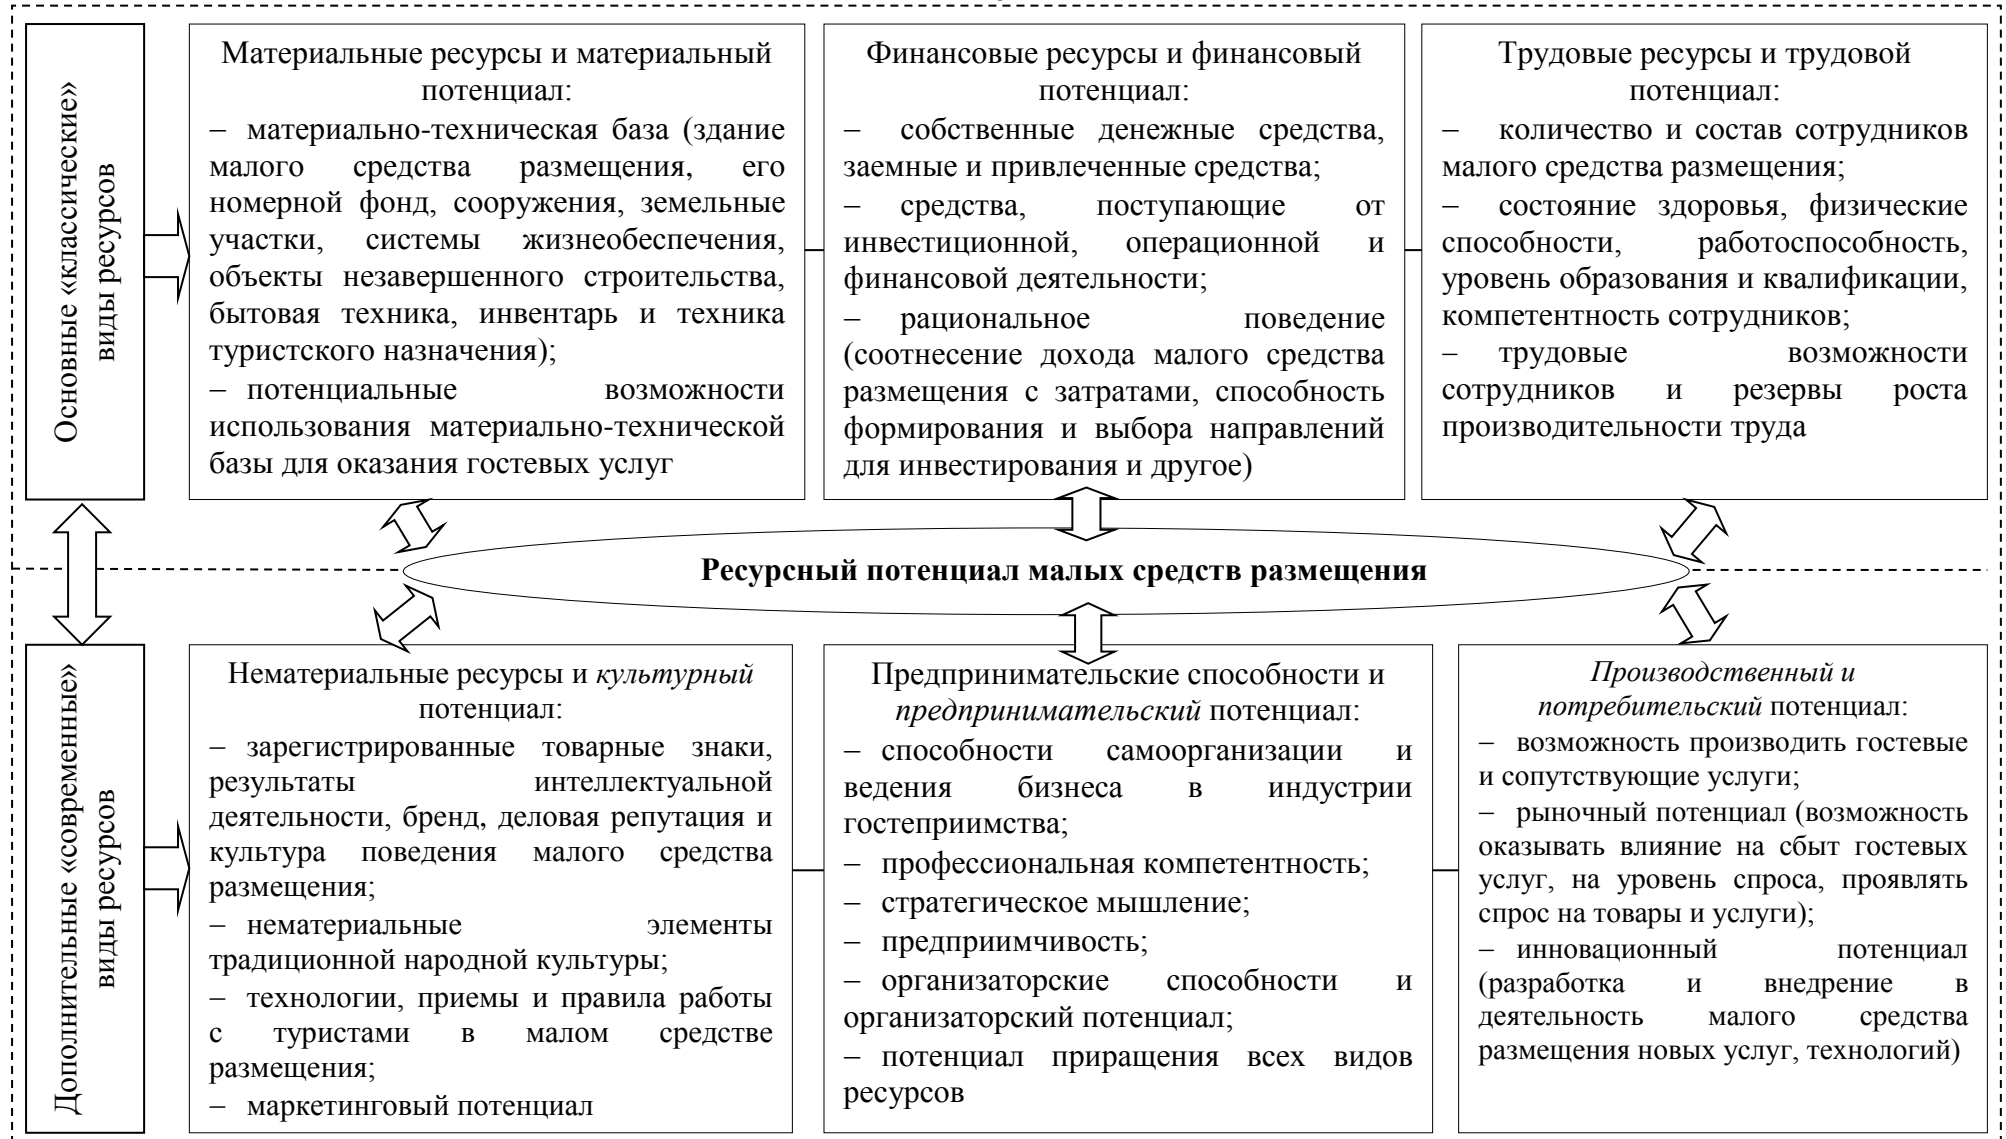 Основные «классические»
виды ресурсов
Материальные ресурсы и материальный
потенциал:
– материально-техническая база (здание
малого средства размещения, его
номерной фонд, сооружения, земельные
участки, системы жизнеобеспечения,
объекты незавершенного строительства,
бытовая техника, инвентарь и техника
туристского назначения);
– потенциальные возможности
использования материально-технической
базы для оказания гостевых услуг
Финансовые ресурсы и финансовый
потенциал:
– собственные денежные средства,
заемные и привлеченные средства;
– средства, поступающие от
инвестиционной, операционной и
финансовой деятельности;
– рациональное поведение
(соотнесение дохода малого средства
размещения с затратами, способность
формирования и выбора направлений
для инвестирования и другое)
Трудовые ресурсы и трудовой
потенциал:
– количество и состав сотрудников
малого средства размещения;
– состояние здоровья, физические
способности, работоспособность,
уровень образования и квалификации,
компетентность сотрудников;
– трудовые возможности
сотрудников и резервы роста
производительности труда
Ресурсный потенциал малых средств размещения
Дополнительные «современные»
виды ресурсов
Нематериальные ресурсы и культурный
потенциал:
– зарегистрированные товарные знаки,
результаты интеллектуальной
деятельности, бренд, деловая репутация и
культура поведения малого средства
размещения;
– нематериальные элементы
традиционной народной культуры;
– технологии, приемы и правила работы
с туристами в малом средстве
размещения;
– маркетинговый потенциал
Предпринимательские способности и
предпринимательский потенциал:
– способности самоорганизации и
ведения бизнеса в индустрии
гостеприимства;
– профессиональная компетентность;
– стратегическое мышление;
– предприимчивость;
– организаторские способности и
организаторский потенциал;
– потенциал приращения всех видов
ресурсов
Производственный и
потребительский потенциал:
– возможность производить гостевые
и сопутствующие услуги;
– рыночный потенциал (возможность
оказывать влияние на сбыт гостевых
услуг, на уровень спроса, проявлять
спрос на товары и услуги);
– инновационный потенциал
(разработка и внедрение в
деятельность малого средства
размещения новых услуг, технологий)